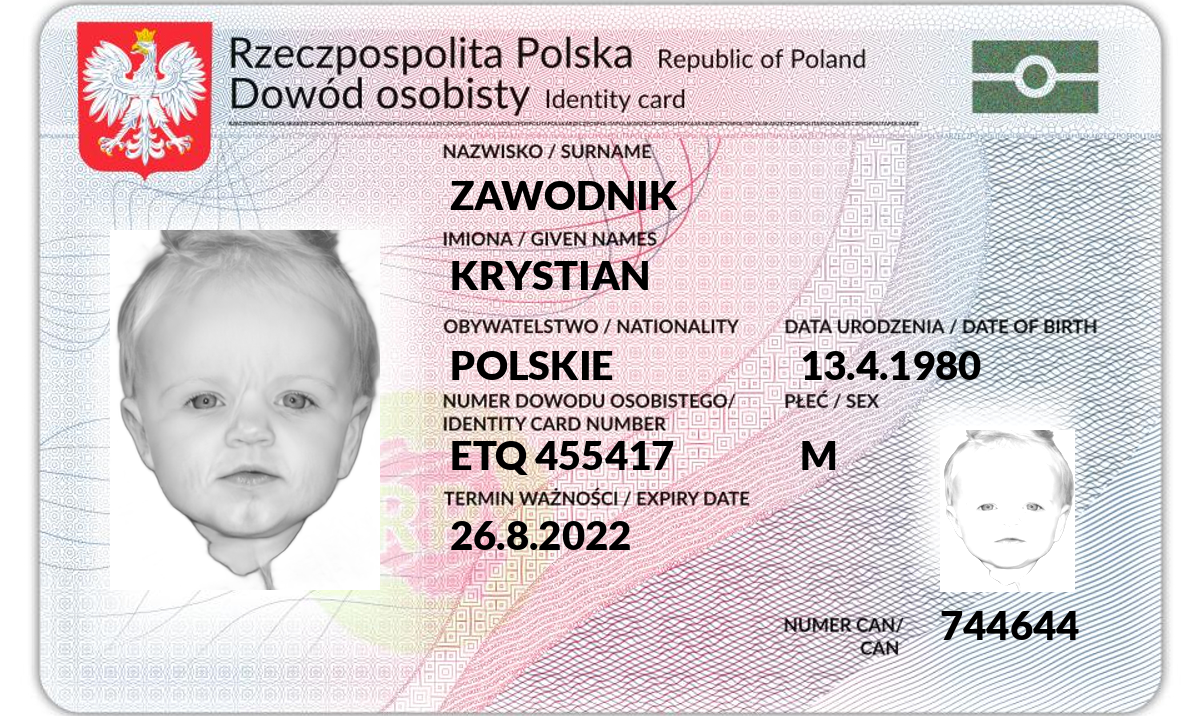 Rzeczpospolita Polska Republic of Poland
Dowód osobisty Identity card
NAZWISKO / SURNAME
ZAWODNIK
IMIONA / GIVEN NAMES
KRYSTIAN
OBYWATELSTWO / NATIONALITY DATA URODZENIA / DATE OF BIRTH
POLSKIE 13.4.1980
NUMER DOWODU OSOBISTEGO/ PŁEĆ / SEX
IDENTITY CARD NUMBER
ETQ 455417 M
TERMIN WAŻNOŚCI / EXPIRY DATE
26.8.2022
NUMER CAN/ 744644
CAN